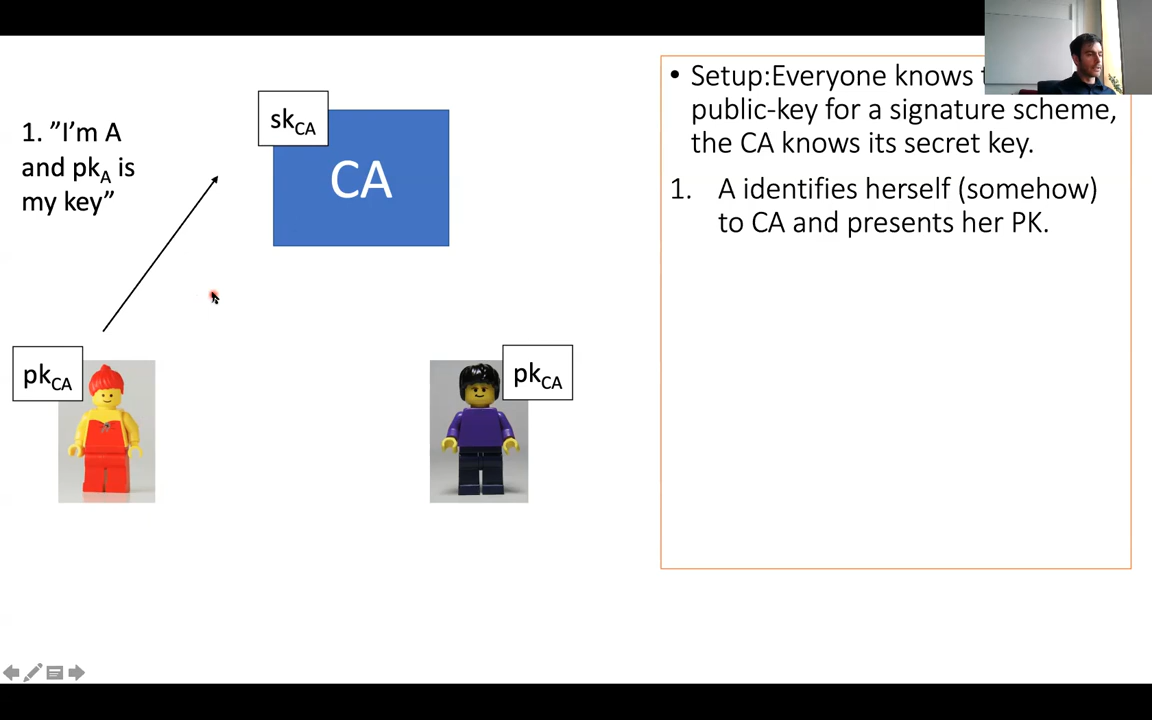 1. ”I’m A
and pkA is
my key”
skCA
CA
pkCA
pkCA
• Setup:Everyone knows
public-key for a signature scheme,
the CA knows its secret key.
1. A identifies herself (somehow)
to CA and presents her PK.